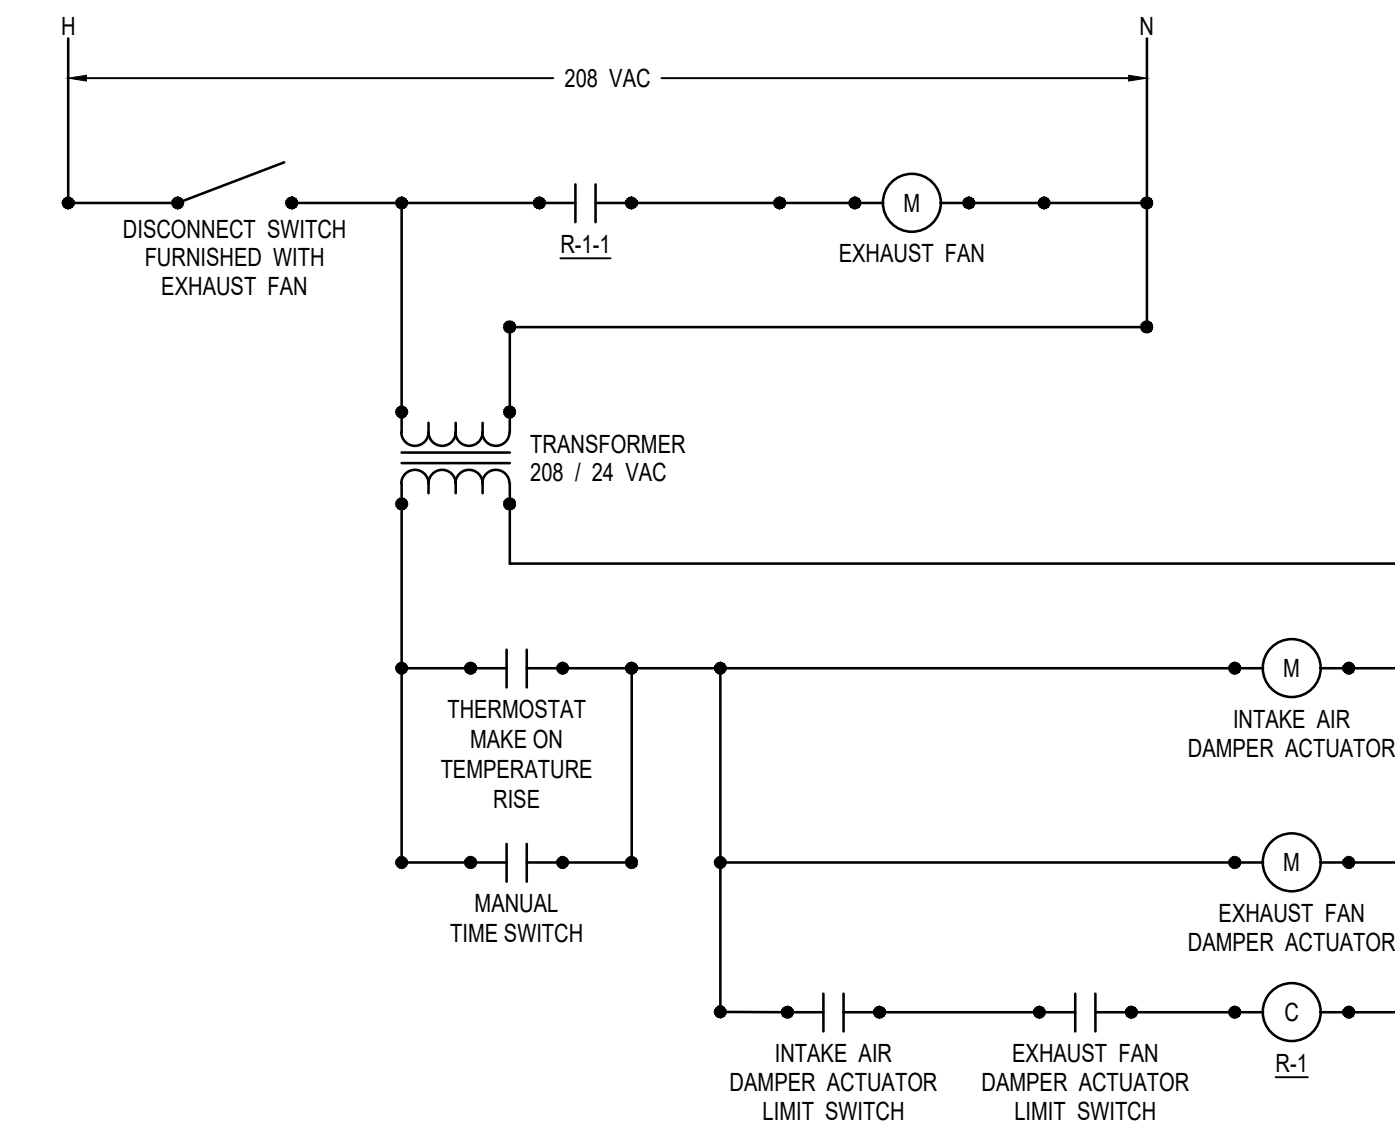 H
N
208 VAC
M
DISCONNECT SWITCH
FURNISHED WITH
EXHAUST FAN
R-1-1
EXHAUST FAN
TRANSFORMER
208 / 24 VAC
M
THERMOSTAT
MAKE ON
TEMPERATURE
RISE
INTAKE AIR
DAMPER ACTUATOR
M
MANUAL
TIME SWITCH
EXHAUST FAN
DAMPER ACTUATOR
C
INTAKE AIR
DAMPER ACTUATOR
LIMIT SWITCH
EXHAUST FAN
DAMPER ACTUATOR
LIMIT SWITCH
R-1